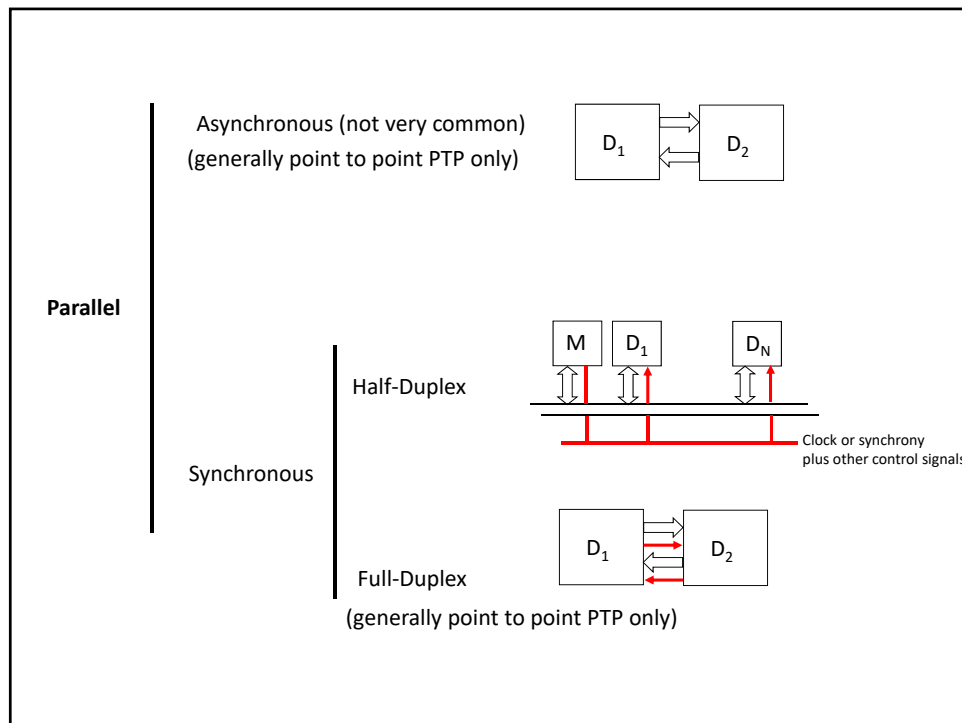 Asynchronous (not very common)
(generally point to point PTP only)
D1
D2
Parallel
M
D1
DN
Half-Duplex
Clock or synchrony
plus other control signals
Synchronous
D1
D2
Full-Duplex
(generally point to point PTP only)